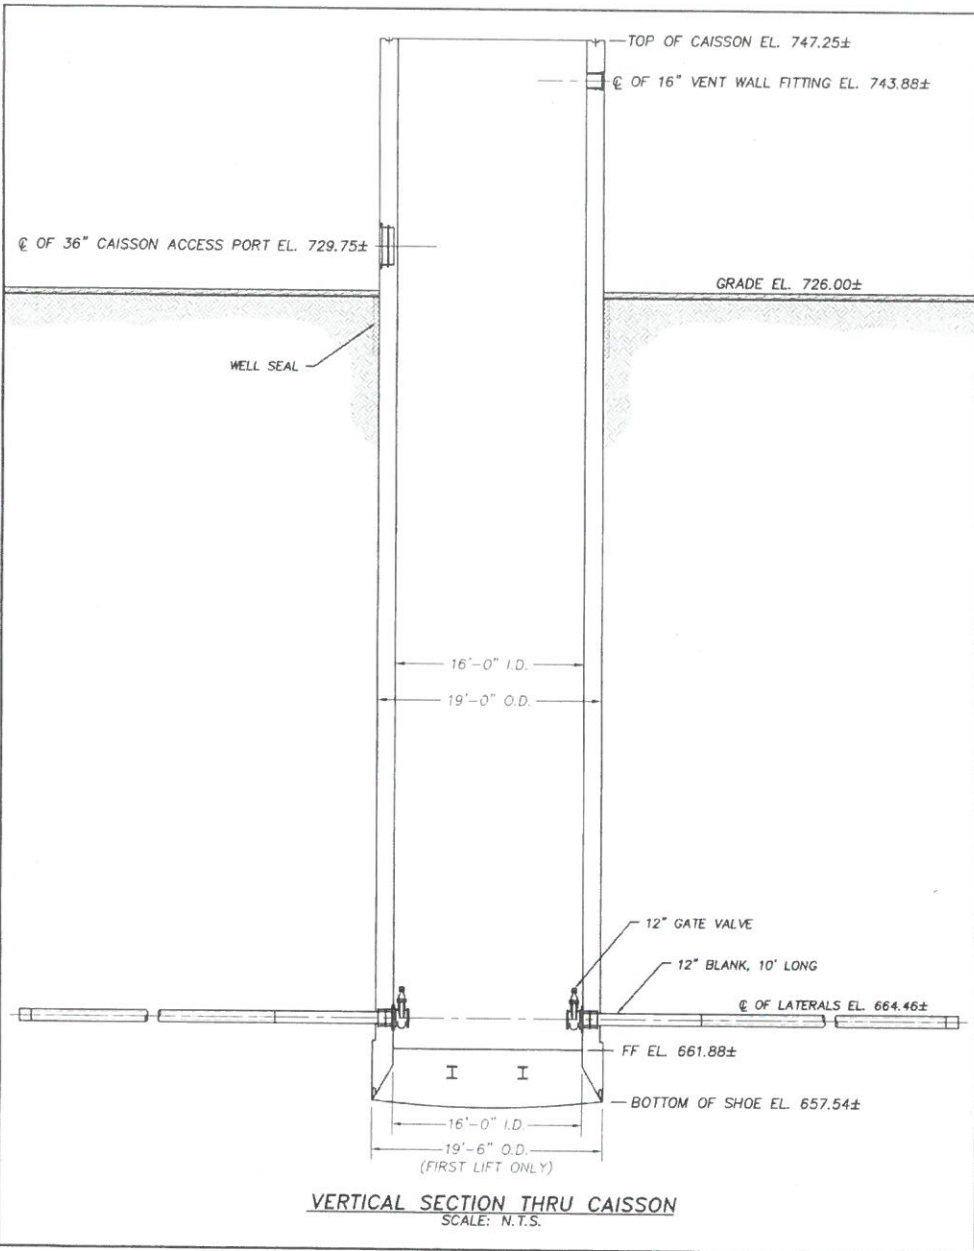 TOP OF CAISSON EL. 747.25±
℄ OF 16" VENT WALL FITTING EL. 743.88±
℄ OF 36" CAISSON ACCESS PORT EL. 729.75±
GRADE EL. 726.00±
WELL SEAL
16'-0" I.D.
19'-0" O.D.
12" GATE VALVE
12" BLANK, 10' LONG
℄ OF LATERALS EL. 664.46±
FF EL. 661.88±
BOTTOM OF SHOE EL. 657.54±
16'-0" I.D.
19'-6" O.D.
(FIRST LIFT ONLY)
VERTICAL SECTION THRU CAISSON
SCALE: N.T.S.